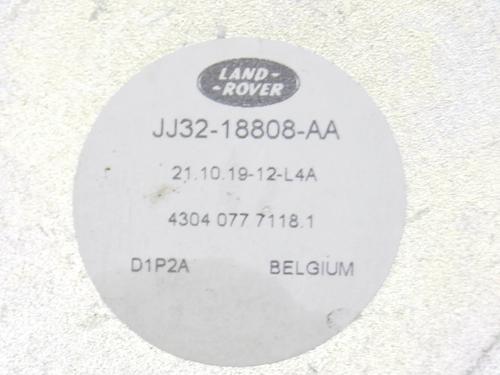 LAND-
-ROVER
JJ32-18808-AA
21.10.19-12-L4A
4304 077 7118.1
D1P2A BELGIUM